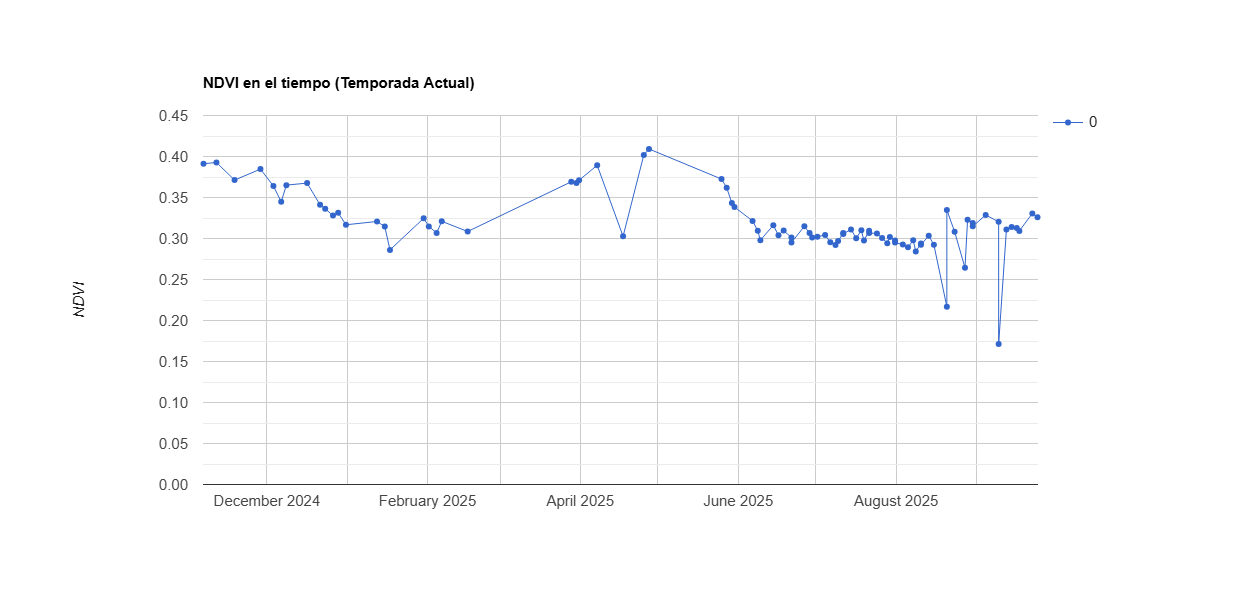 NDVI en el tiempo (Temporada Actual)
0.45
0.40
0.35
0.30
0.25
0.20
0.15
0.10
0.05
0.00
NDVI
December 2024
February 2025
April 2025
June 2025
August 2025
0